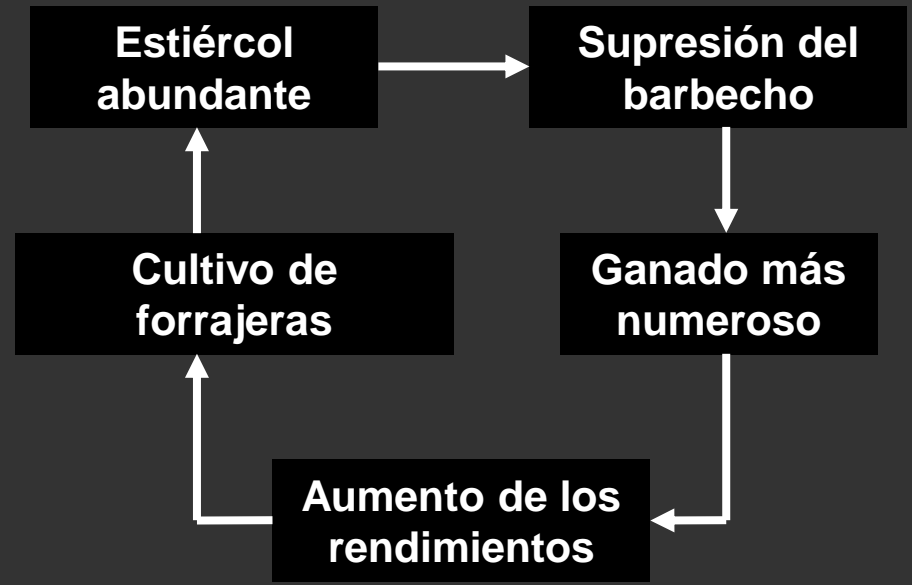 Estiércol
abundante
Supresión del
barbecho
Cultivo de
forrajeras
Ganado más
numeroso
Aumento de los
rendimientos